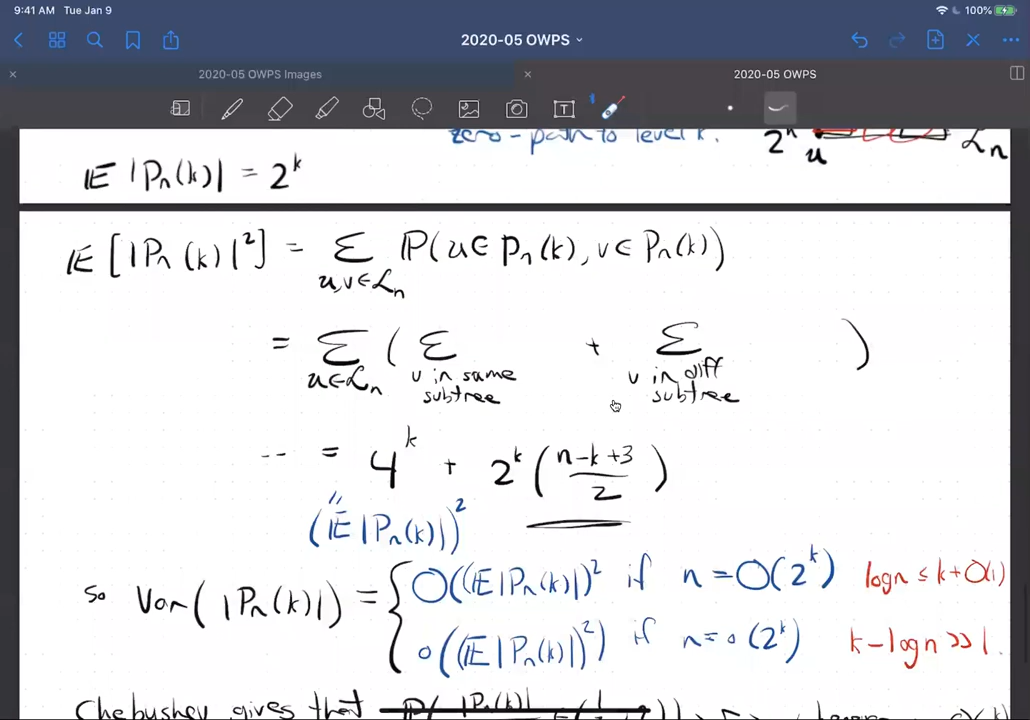 9:41 AM Tue Jan 9
100%
2020-05 OWPS
2020-05 OWPS Images
2020-05 OWPS
zero-path to level k.
2^n u ℒ_n
𝔼 |P_n(k)| = 2^k
𝔼 [|P_n(k)|^2] = Σ_{u,v∈ℒ_n} ℙ(u∈P_n(k), v∈P_n(k))
= Σ_{u∈ℒ_n} ( Σ_{v in same subtree} + Σ_{v in diff subtree} )
-- = 4^k + 2^k ( (n-k+3)/2 )
"
(𝔼|P_n(k)|)^2
so Var(|P_n(k)|) = { O((𝔼|P_n(k)|)^2 if n = O(2^k) log n ≤ k+O(1)
o((𝔼|P_n(k)|)^2) if n = o(2^k) k-log n >> 1.
Chebyshev gives that